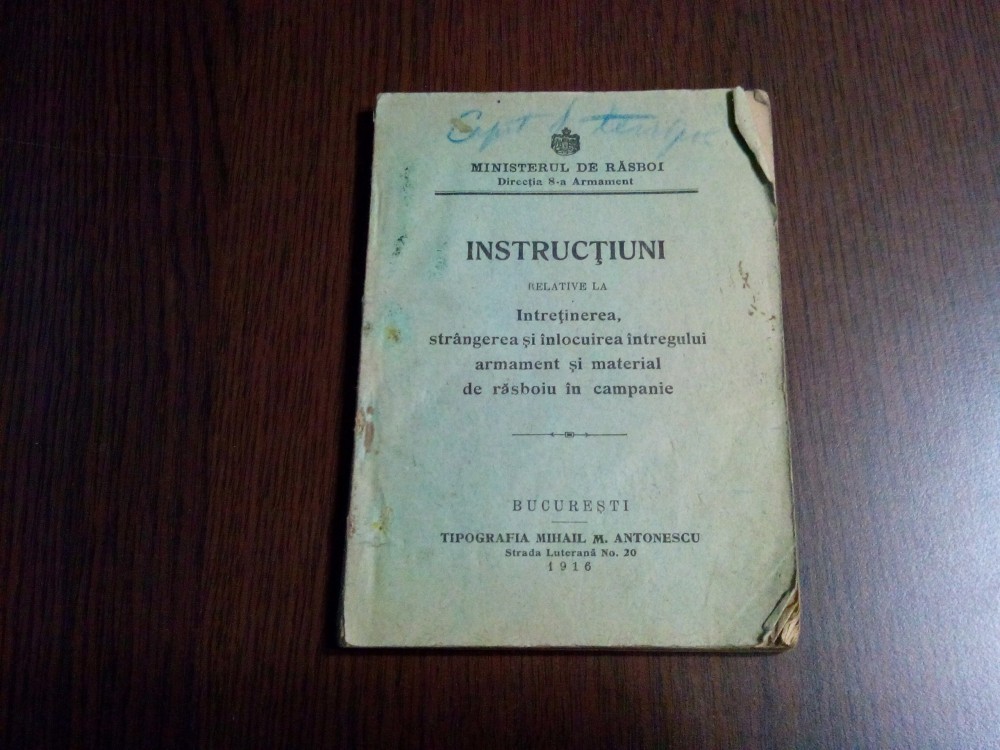 MINISTERUL DE RĂSBOI
Direcția 8-a Armament
INSTRUCŢIUNI
RELATIVE LA
Intreţinerea,
strângerea şi înlocuirea întregului
armament şi material
de răsboiu în campanie
BUCUREŞTI
TIPOGRAFIA MIHAIL M. ANTONESCU
Strada Luterană No. 20
1916